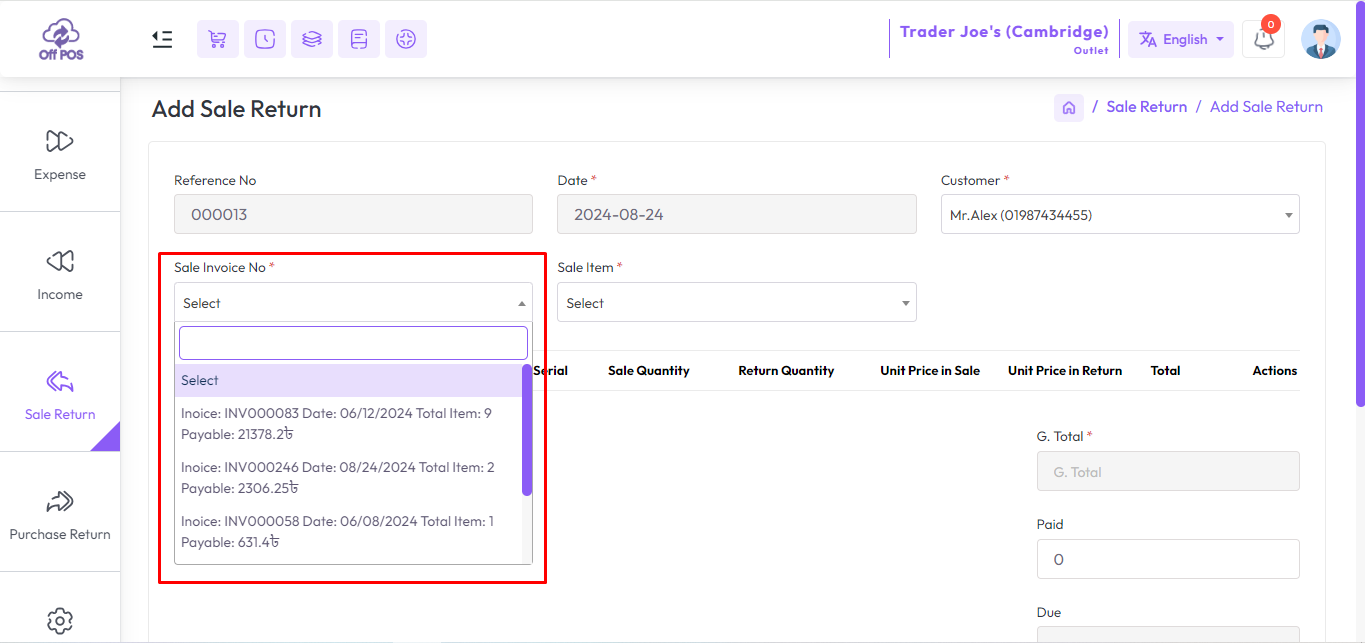 Off POS
Trader Joe's (Cambridge)
Outlet
English
0
Expense
Income
Sale Return
Purchase Return
Add Sale Return
/ Sale Return / Add Sale Return
Reference No
000013
Date *
2024-08-24
Customer *
Mr.Alex (01987434455)
Sale Invoice No *
Select
Sale Item *
Select
Select
Inoice: INV000083 Date: 06/12/2024 Total Item: 9
Payable: 21378.2৳
Inoice: INV000246 Date: 08/24/2024 Total Item: 2
Payable: 2306.25৳
Inoice: INV000058 Date: 06/08/2024 Total Item: 1
Payable: 631.4৳
Serial Sale Quantity Return Quantity Unit Price in Sale Unit Price in Return Total Actions
G. Total *
G. Total
Paid
0
Due